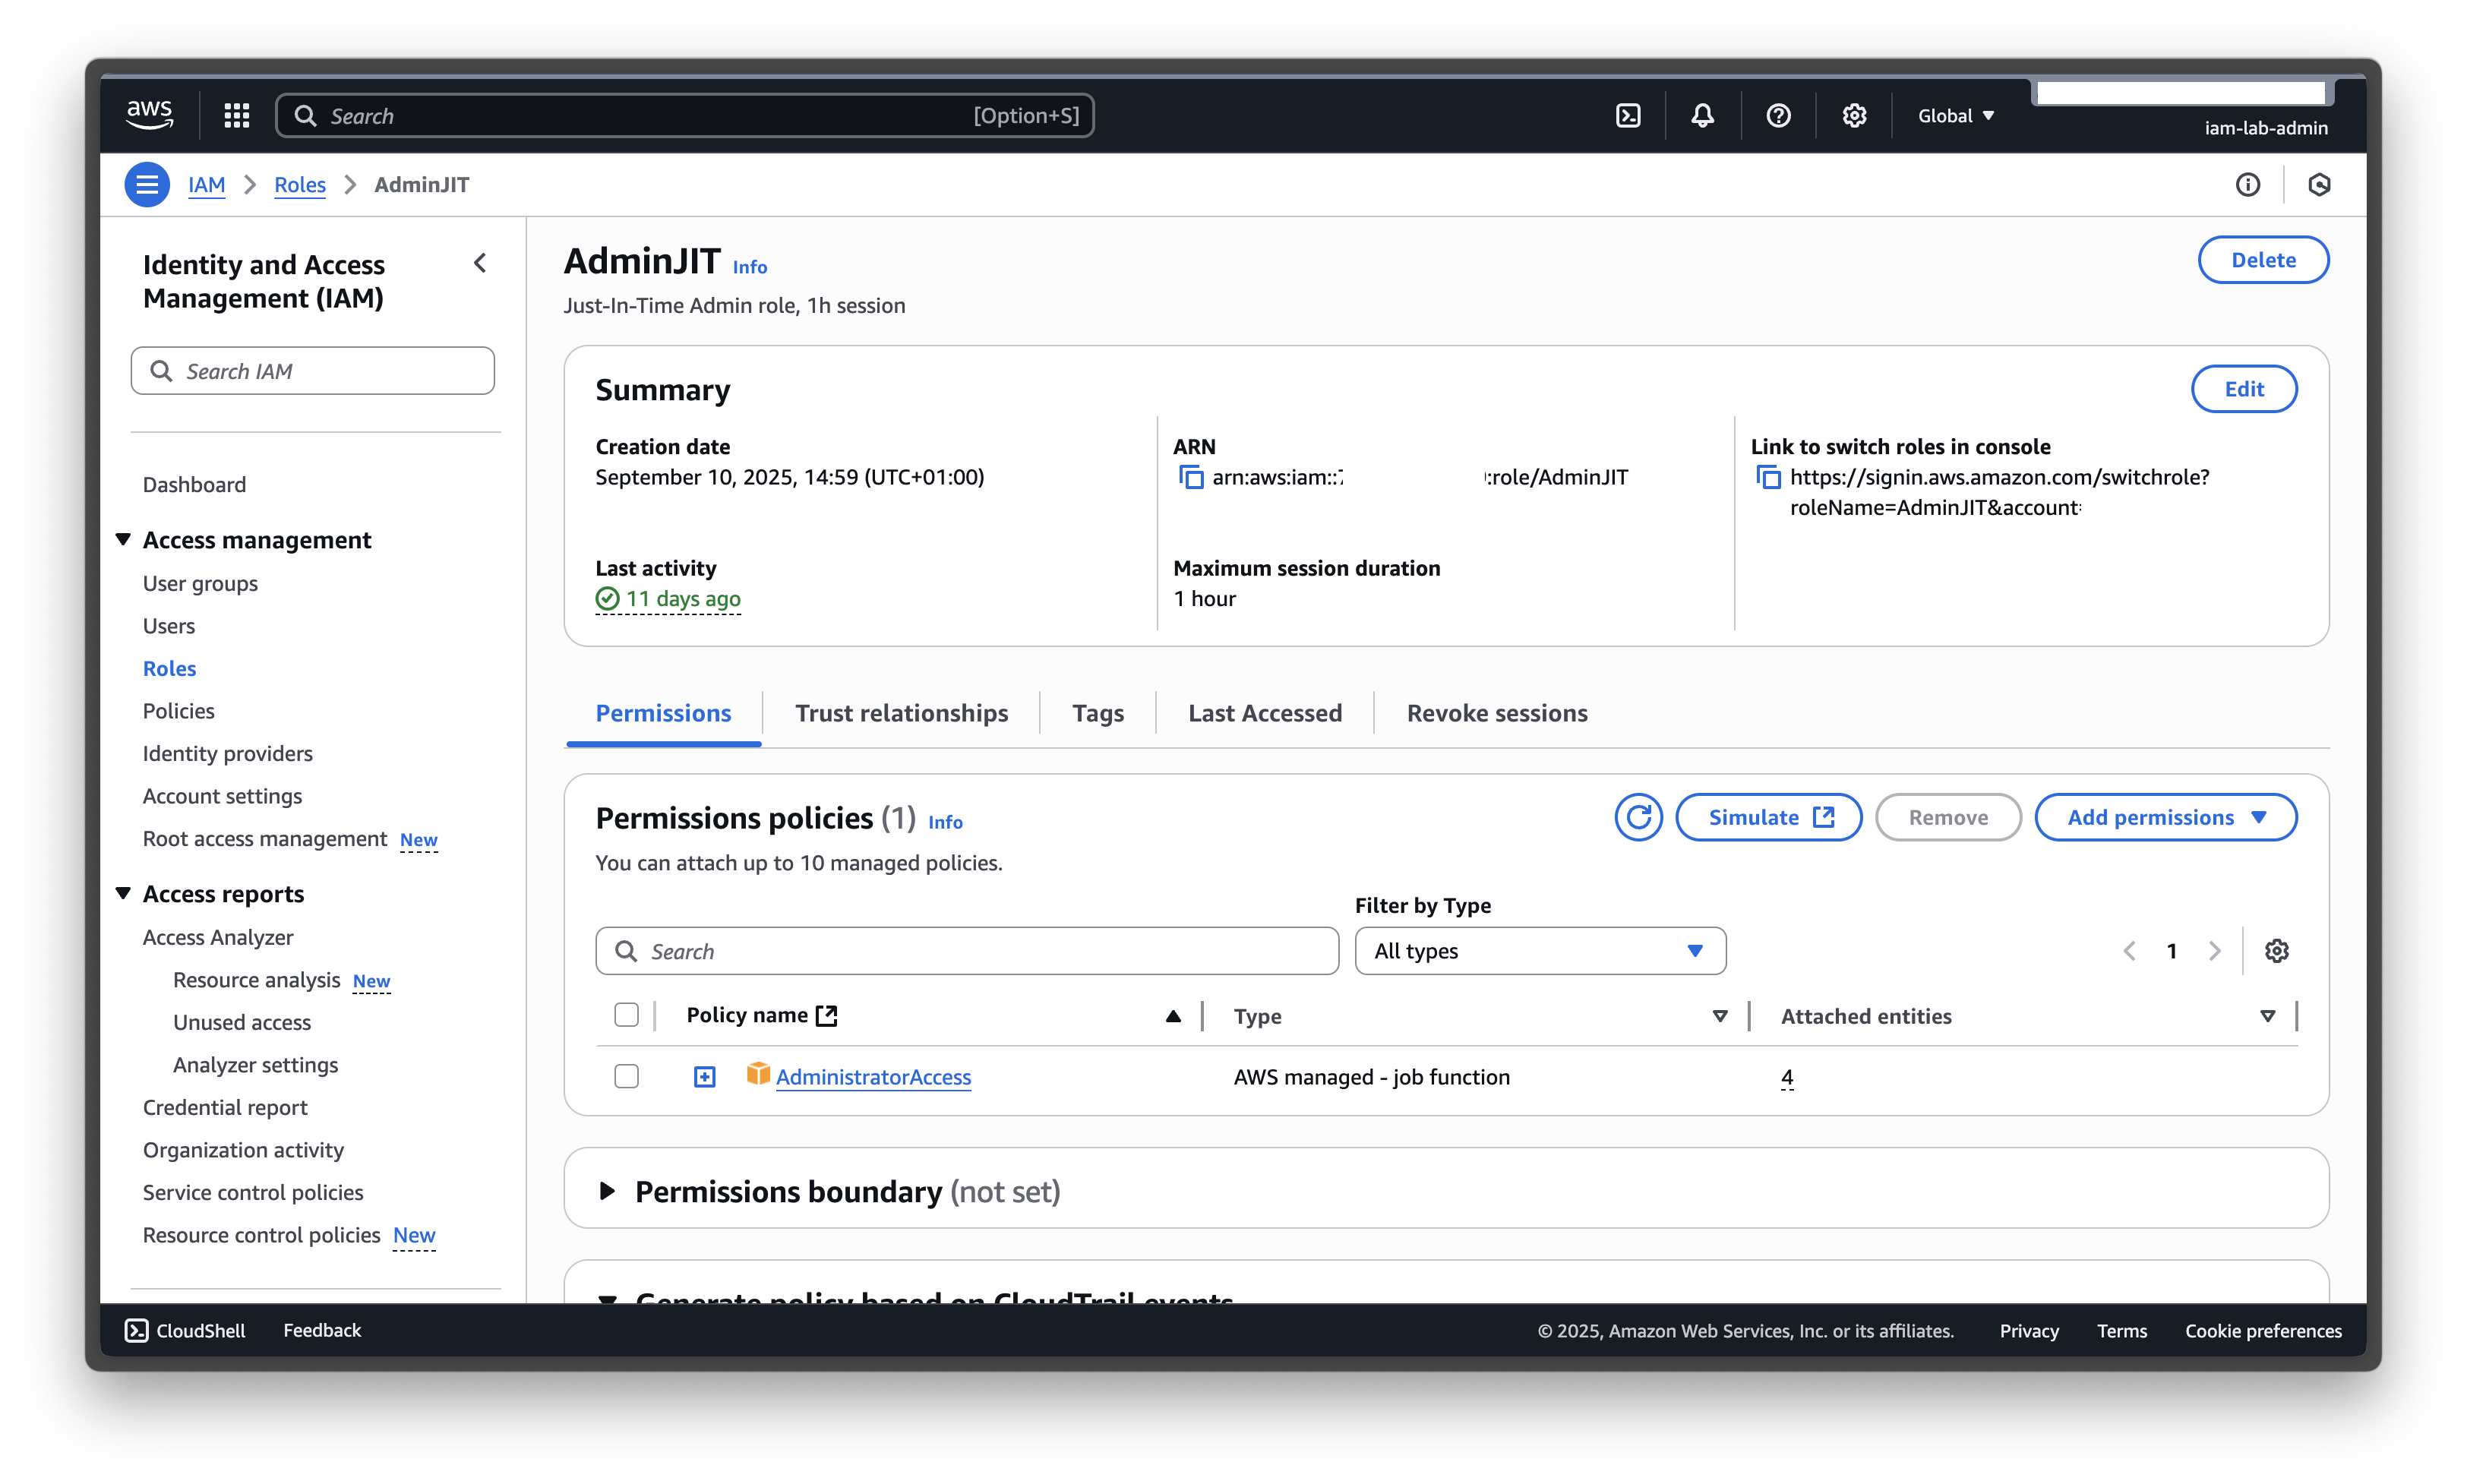 aws
Search [Option+S]
Global
iam-lab-admin
IAM > Roles > AdminJIT
Identity and Access
Management (IAM)
Search IAM
Dashboard
Access management
User groups
Users
Roles
Policies
Identity providers
Account settings
Root access management New
Access reports
Access Analyzer
Resource analysis New
Unused access
Analyzer settings
Credential report
Organization activity
Service control policies
Resource control policies New
AdminJIT Info
Delete
Just-In-Time Admin role, 1h session
Summary
Edit
Creation date
September 10, 2025, 14:59 (UTC+01:00)
ARN
arn:aws:iam:: :role/AdminJIT
Link to switch roles in console
https://signin.aws.amazon.com/switchrole?
roleName=AdminJIT&account
Last activity
11 days ago
Maximum session duration
1 hour
Permissions
Trust relationships
Tags
Last Accessed
Revoke sessions
Permissions policies (1) Info
Simulate
Remove
Add permissions
You can attach up to 10 managed policies.
Filter by Type
Search
All types
1
Policy name Type Attached entities
AdministratorAccess AWS managed - job function 4
Permissions boundary (not set)
Generate policy based on CloudTrail events
CloudShell Feedback
© 2025, Amazon Web Services, Inc. or its affiliates. Privacy Terms Cookie preferences